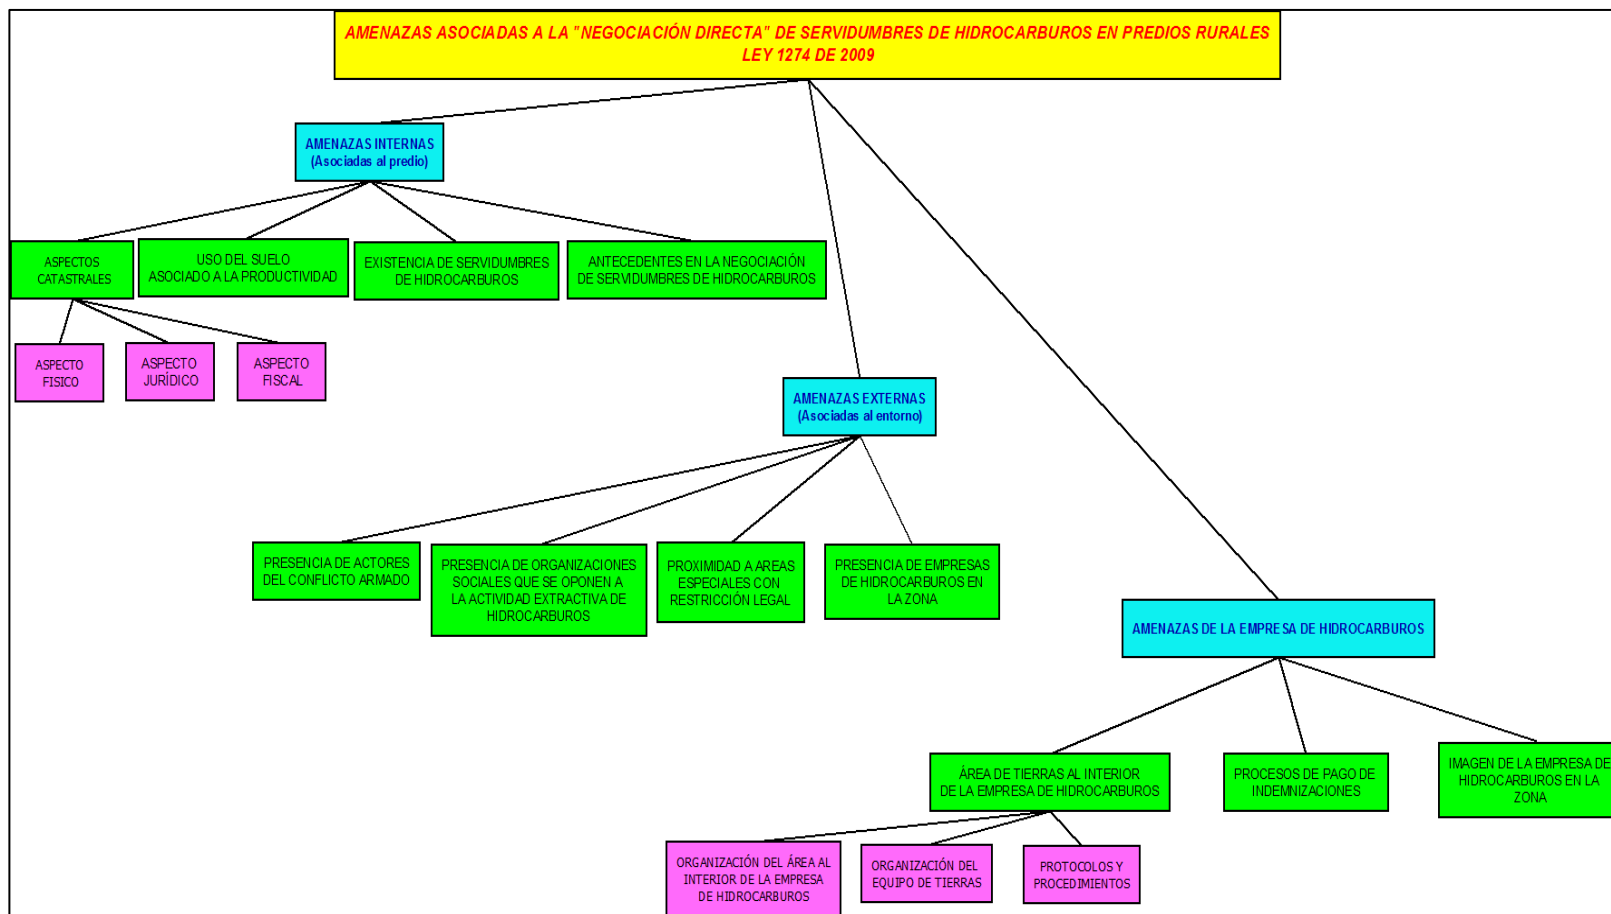 AMENAZAS ASOCIADAS A LA "NEGOCIACIÓN DIRECTA" DE SERVIDUMBRES DE HIDROCARBUROS EN PREDIOS RURALES
LEY 1274 DE 2009
AMENAZAS INTERNAS
(Asociadas al predio)
ASPECTOS
CATASTRALES
USO DEL SUELO
ASOCIADO A LA PRODUCTIVIDAD
EXISTENCIA DE SERVIDUMBRES
DE HIDROCARBUROS
ANTECEDENTES EN LA NEGOCIACIÓN
DE SERVIDUMBRES DE HIDROCARBUROS
ASPECTO
FISICO
ASPECTO
JURÍDICO
ASPECTO
FISCAL
AMENAZAS EXTERNAS
(Asociadas al entorno)
PRESENCIA DE ACTORES
DEL CONFLICTO ARMADO
PRESENCIA DE ORGANIZACIONES
SOCIALES QUE SE OPONEN A
LA ACTIVIDAD EXTRACTIVA DE
HIDROCARBUROS
PROXIMIDAD A AREAS
ESPECIALES CON
RESTRICCIÓN LEGAL
PRESENCIA DE EMPRESAS
DE HIDROCARBUROS EN
LA ZONA
AMENAZAS DE LA EMPRESA DE HIDROCARBUROS
ÁREA DE TIERRAS AL INTERIOR
DE LA EMPRESA DE HIDROCARBUROS
PROCESOS DE PAGO DE
INDEMNIZACIONES
IMAGEN DE LA EMPRESA DE
HIDROCARBUROS EN LA
ZONA
ORGANIZACIÓN DEL ÁREA AL
INTERIOR DE LA EMPRESA
DE HIDROCARBUROS
ORGANIZACIÓN DEL
EQUIPO DE TIERRAS
PROTOCOLOS Y
PROCEDIMIENTOS